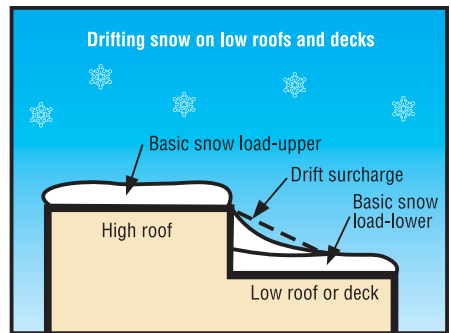 Drifting snow on low roofs and decks
Basic snow load-upper
Drift surcharge
Basic snow
load-lower
High roof
Low roof or deck